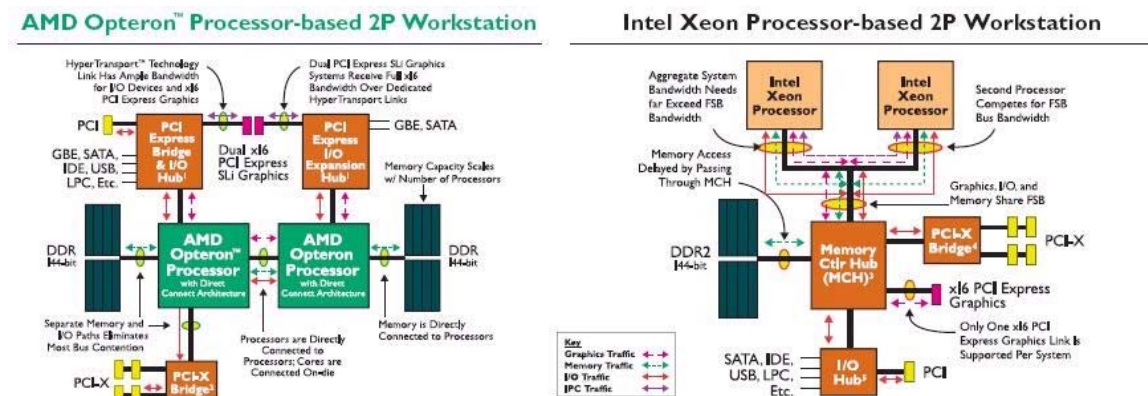 AMD Opteron™ Processor-based 2P Workstation
HyperTransport™ Technology
Link Has Ample Bandwidth
for I/O Devices and x16
PCI Express Graphics
Dual PCI Express SLi Graphics
Systems Receive Full x16
Bandwidth Over Dedicated
HyperTransport Links
PCI
PCI
Express
Bridge
& I/O
Hub¹
Dual x16
PCI Express
SLi Graphics
PCI
Express
I/O
Expansion
Hub¹
GBE, SATA
GBE, SATA,
IDE, USB,
LPC, Etc.
Memory Capacity Scales
w/ Number of Processors
DDR
144-bit
AMD
Opteron™
Processor
with Direct
Connect Architecture
AMD
Opteron
Processor
with Direct
Connect Architecture
DDR
144-bit
Separate Memory and
I/O Paths Eliminates
Most Bus Contention
Processors are Directly
Connected to
Processors; Cores are
Connected On-die
Memory is Directly
Connected to Processors
PCI-X
PCI-X
Bridge²
Intel Xeon Processor-based 2P Workstation
Aggregate System
Bandwidth Needs
far Exceed FSB
Bandwidth
Intel
Xeon
Processor
Intel
Xeon
Processor
Second Processor
Competes for FSB
Bus Bandwidth
Memory Access
Delayed by Passing
Through MCH
Graphics, I/O, and
Memory Share FSB
DDR2
144-bit
Memory
Ctlr Hub
(MCH)³
PCI-X
Bridge⁴
PCI-X
x16 PCI Express
Graphics
Only One x16 PCI
Express Graphics Link Is
Supported Per System
SATA, IDE,
USB, LPC,
Etc.
I/O
Hub⁵
PCI
Key
Graphics Traffic
Memory Traffic
I/O Traffic
IPC Traffic